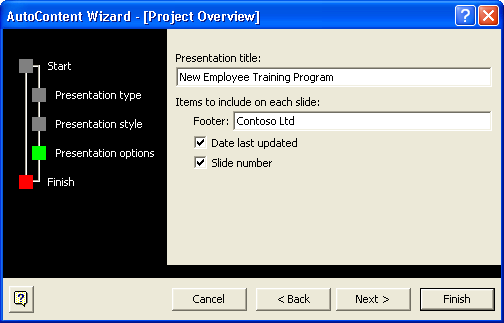 AutoContent Wizard - [Project Overview]
Start
Presentation type
Presentation style
Presentation options
Finish
Presentation title:
New Employee Training Program
Items to include on each slide:
Footer: Contoso Ltd
Date last updated
Slide number
Cancel
< Back
Next >
Finish